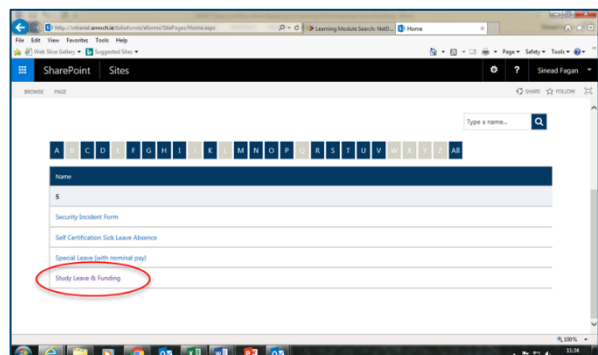 http://intranet.amnch.ie/tcheforms/eforms/SitePages/Home.aspx
Learning Module Search: NetD...
Home
File Edit View Favorites Tools Help
Web Slice Gallery Suggested Sites
Page Safety Tools
SharePoint Sites
? Sinead Fagan
BROWSE PAGE
SHARE FOLLOW
Type a name...
A C D F G H I K M N O P R S T U V W X Y Z All
Name
S
Security Incident Form
Self Certification Sick Leave Absence
Special Leave (with nominal pay)
Study Leave & Funding
100%
11:34